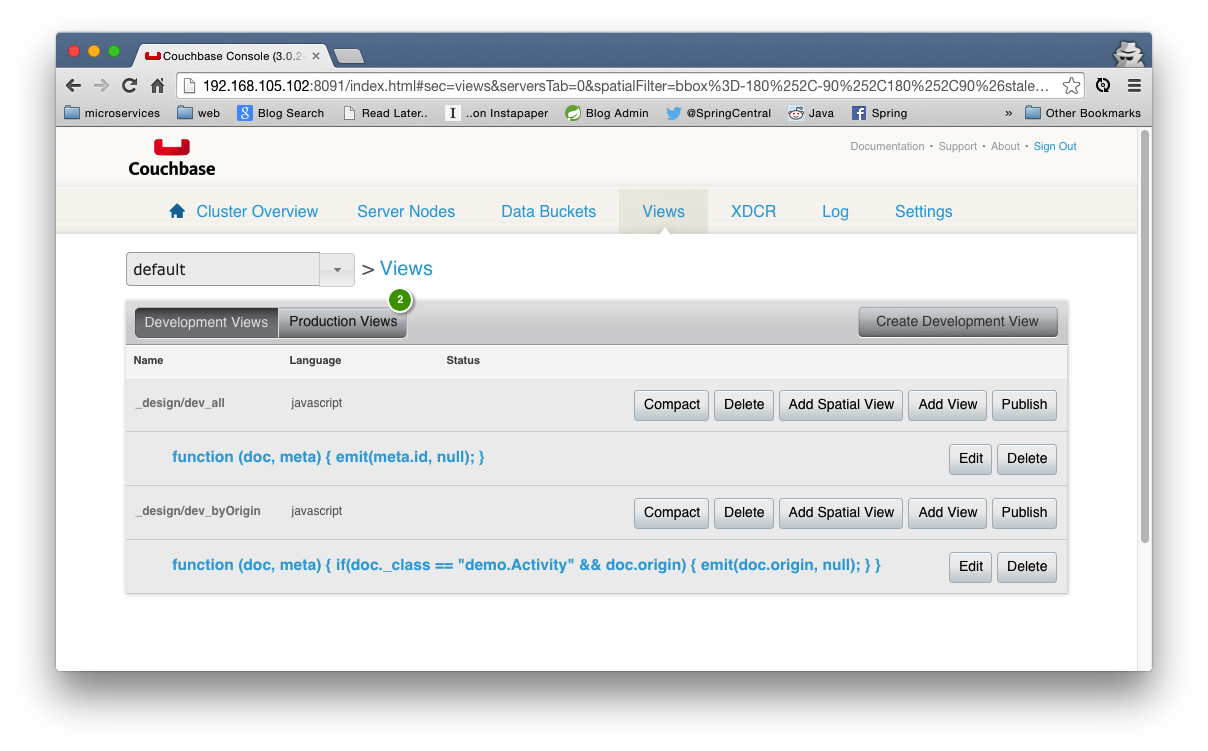 Couchbase Console (3.0.2-
192.168.105.102:8091/index.html#sec=views&serversTab=0&spatialFilter=bbox%3D-180%252C-90%252C180%252C90%26stale...
microservices web Blog Search Read Later.. I ..on Instapaper Blog Admin @SpringCentral Java Spring » Other Bookmarks
Couchbase
Documentation • Support • About • Sign Out
Cluster Overview Server Nodes Data Buckets Views XDCR Log Settings
default > Views
2
Development Views Production Views Create Development View
Name Language Status
_design/dev_all javascript Compact Delete Add Spatial View Add View Publish
function (doc, meta) { emit(meta.id, null); } Edit Delete
_design/dev_byOrigin javascript Compact Delete Add Spatial View Add View Publish
function (doc, meta) { if(doc._class == "demo.Activity" && doc.origin) { emit(doc.origin, null); } } Edit Delete